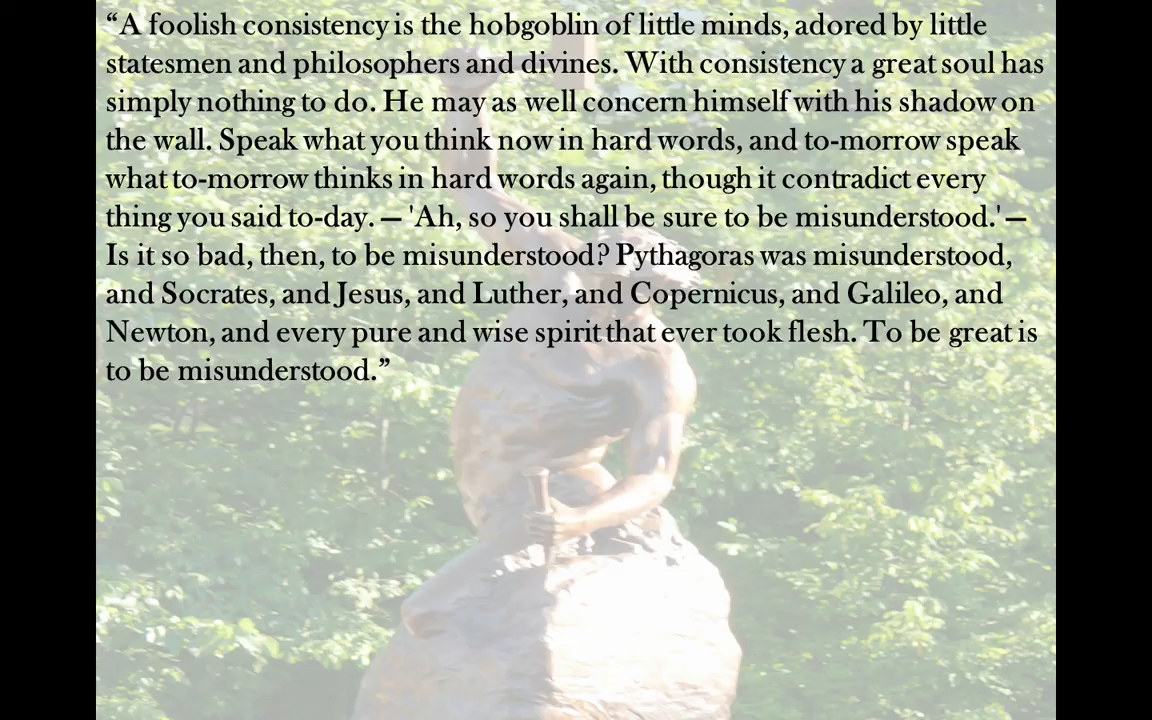 “A foolish consistency is the hobgoblin of little minds, adored by little
statesmen and philosophers and divines. With consistency a great soul has
simply nothing to do. He may as well concern himself with his shadow on
the wall. Speak what you think now in hard words, and to-morrow speak
what to-morrow thinks in hard words again, though it contradict every
thing you said to-day. — 'Ah, so you shall be sure to be misunderstood.' —
Is it so bad, then, to be misunderstood? Pythagoras was misunderstood,
and Socrates, and Jesus, and Luther, and Copernicus, and Galileo, and
Newton, and every pure and wise spirit that ever took flesh. To be great is
to be misunderstood.”